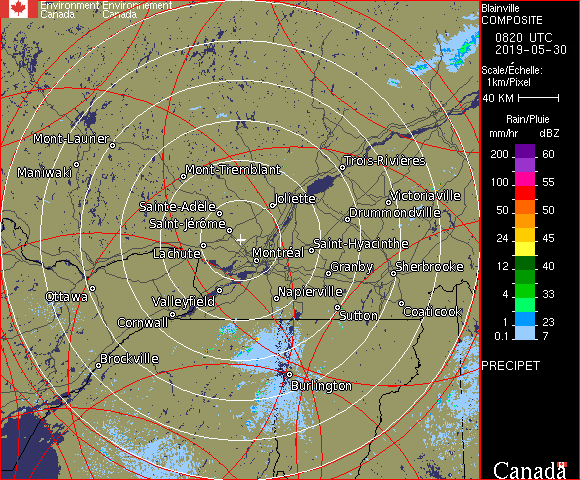 Environment Environnement
Canada Canada
Blainville
COMPOSITE
0820 UTC
2019-05-30
Scale/Échelle:
1km/Pixel
40 KM
Rain/Pluie
mm/hr dBZ
200 60
100 55
50 50
24 45
12 40
4 33
1 23
0.1 7
PRECIPET
Canada
Mont-Laurier
Maniwaki
Mont-Tremblant
Trois-Rivières
Joliette
Victoriaville
Sainte-Adele
Drummondville
Saint-Jérôme
Saint-Hyacinthe
Lachute
Montréal
Granby
Sherbrooke
Ottawa
Valleyfield
Napierville
Cornwall
Sutton
Coaticook
Brockville
Burlington